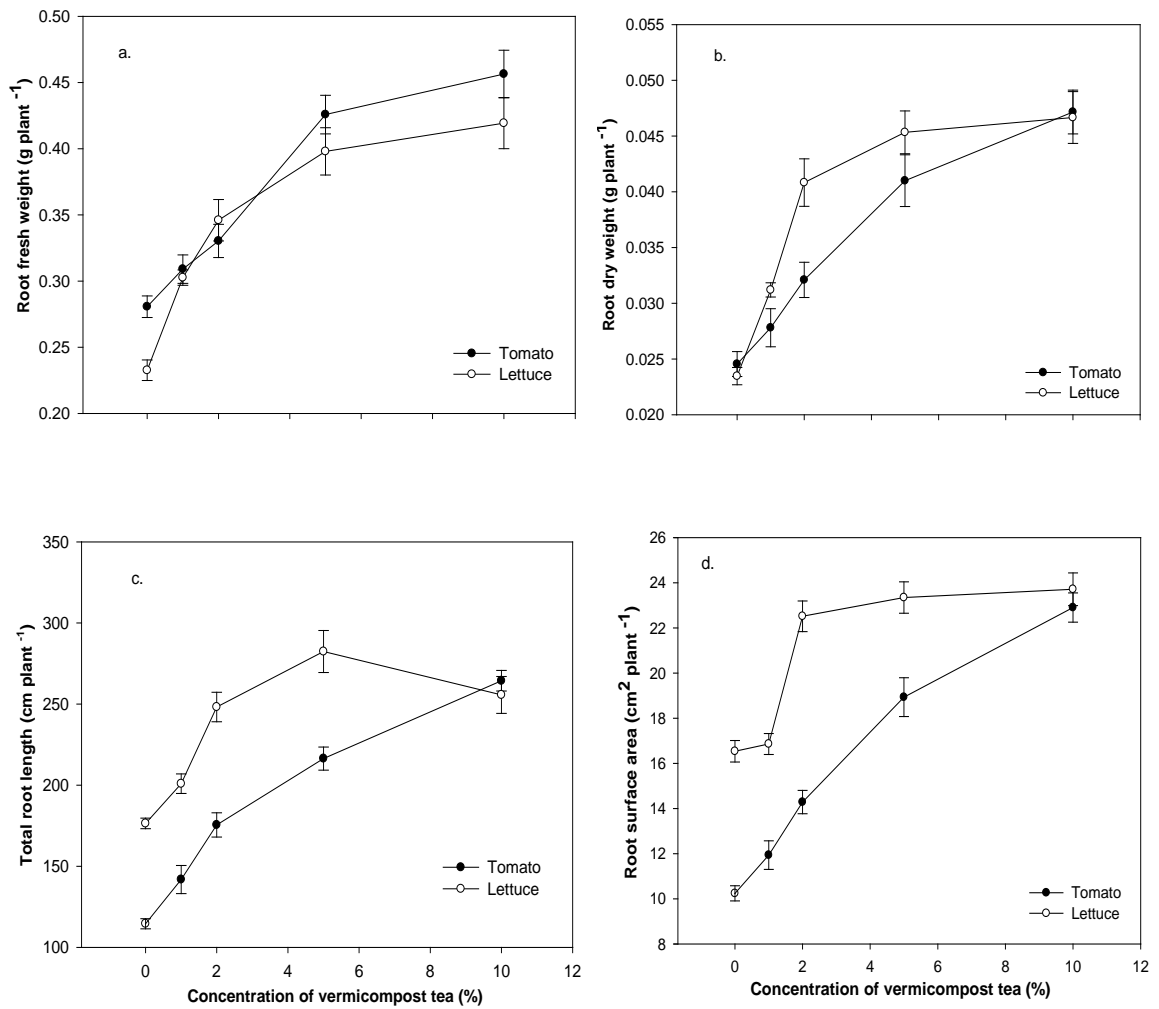 a.
Root fresh weight (g plant -1)
0.50
0.45
0.40
0.35
0.30
0.25
0.20
Tomato
Lettuce
b.
Root dry weight (g plant -1)
0.055
0.050
0.045
0.040
0.035
0.030
0.025
0.020
Tomato
Lettuce
c.
Total root length (cm plant -1)
350
300
250
200
150
100
Tomato
Lettuce
0 2 4 6 8 10 12
Concentration of vermicompost tea (%)
d.
Root surface area (cm2 plant -1)
26
24
22
20
18
16
14
12
10
8
Tomato
Lettuce
0 2 4 6 8 10 12
Concentration of vermicompost tea (%)